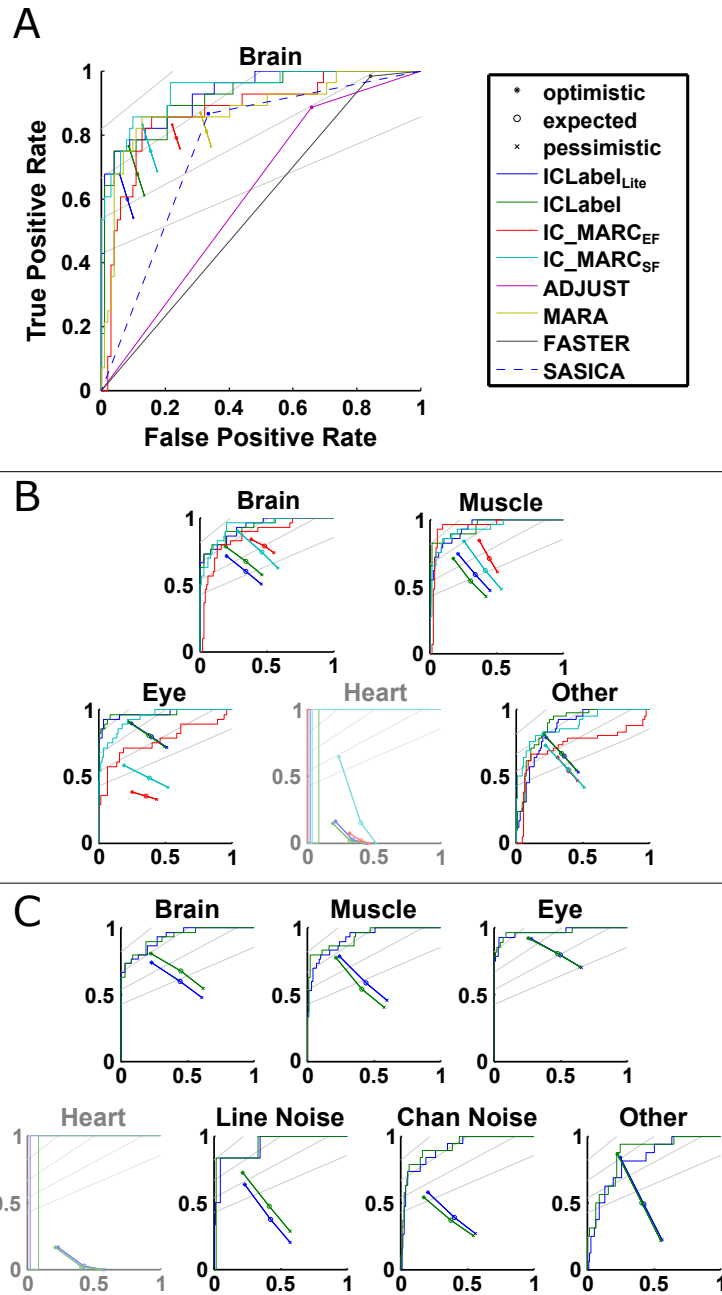 A
Brain
1
0.8
0.6
0.4
0.2
0
0 0.2 0.4 0.6 0.8 1
True Positive Rate
False Positive Rate
optimistic
expected
pessimistic
ICLabel_Lite
ICLabel
IC_MARC_EF
IC_MARC_SF
ADJUST
MARA
FASTER
SASICA
B
Brain
1
0.5
0
0 0.5 1
Muscle
1
0.5
0
0 0.5 1
Eye
1
0.5
0
0 0.5 1
Heart
1
0.5
0
0 0.5 1
Other
1
0.5
0
0 0.5 1
C
Brain
1
0.5
0
0 0.5 1
Muscle
1
0.5
0
0 0.5 1
Eye
1
0.5
0
0 0.5 1
Heart
1
0.5
0
0 0.5 1
Line Noise
1
0.5
0
0 0.5 1
Chan Noise
1
0.5
0
0 0.5 1
Other
1
0.5
0
0 0.5 1